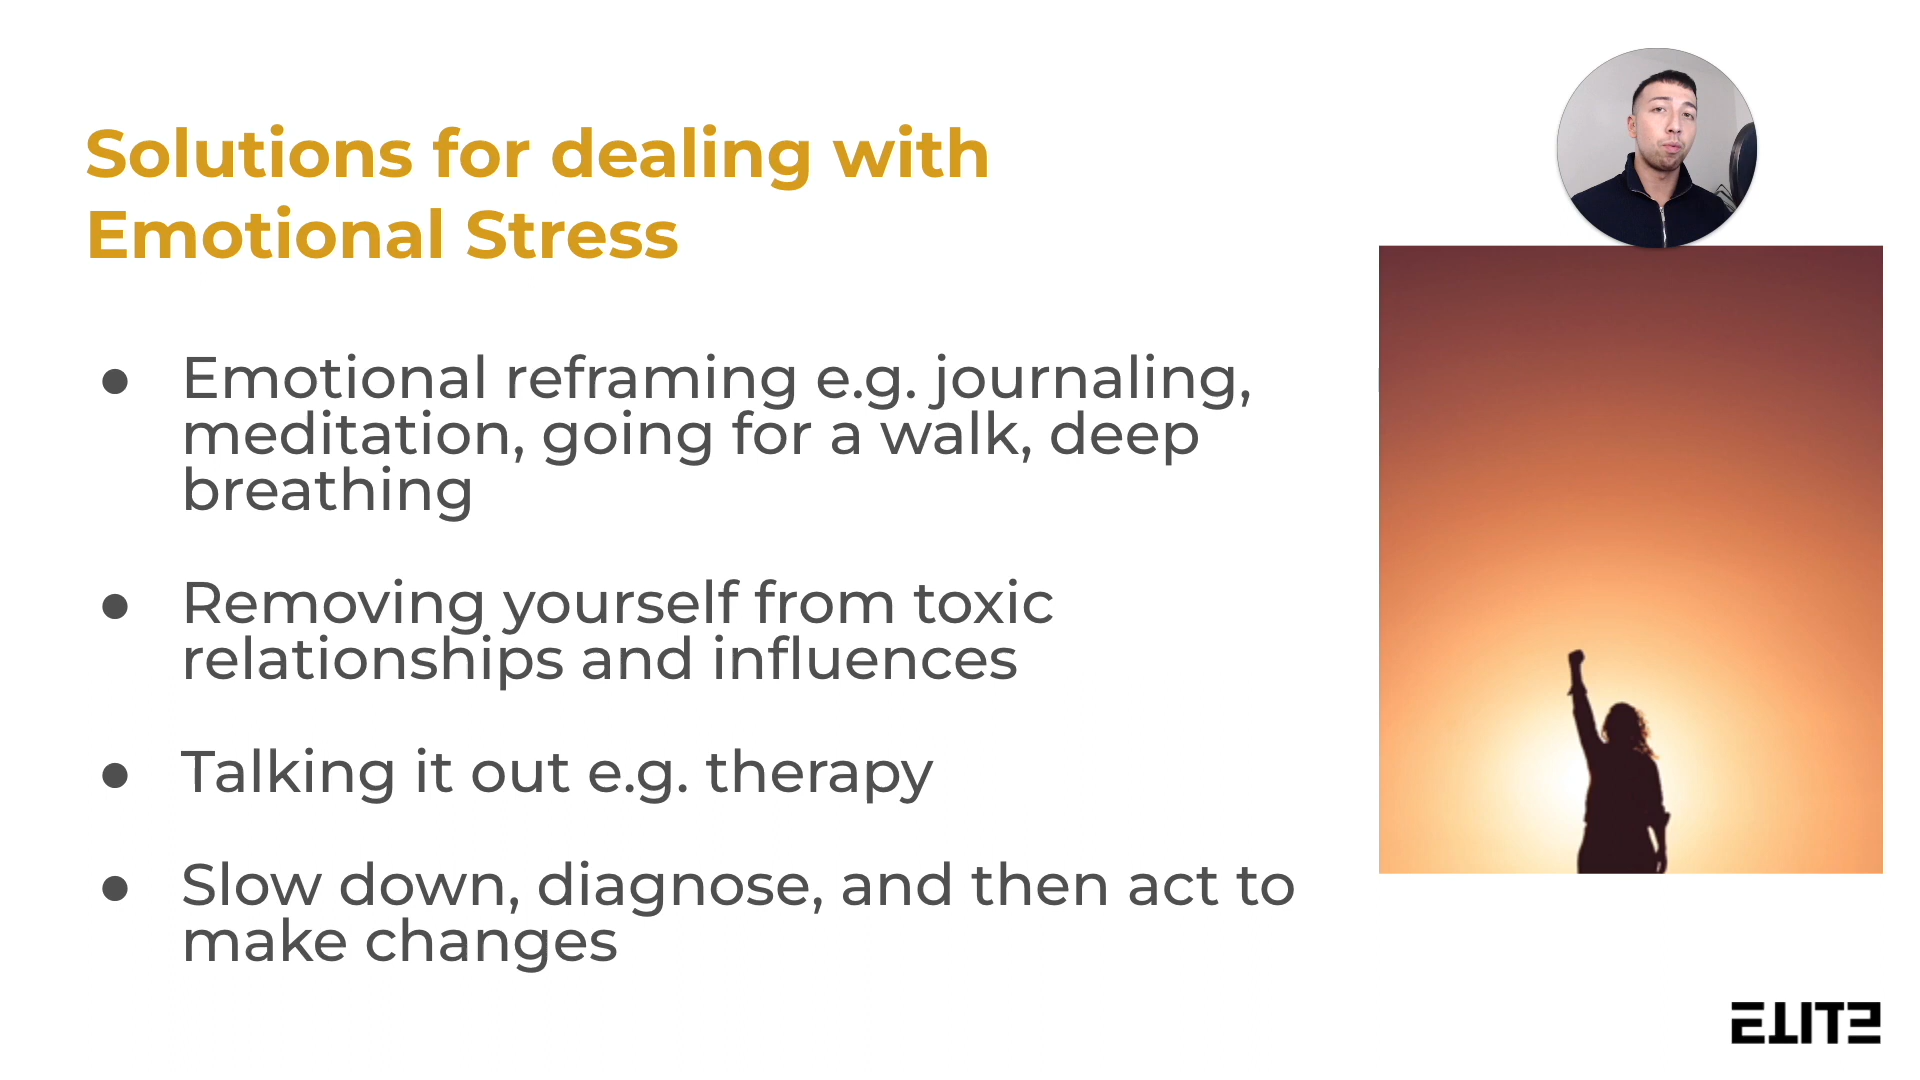 Solutions for dealing with
Emotional Stress
● Emotional reframing e.g. journaling,
meditation, going for a walk, deep
breathing
● Removing yourself from toxic
relationships and influences
● Talking it out e.g. therapy
● Slow down, diagnose, and then act to
make changes
ELITE